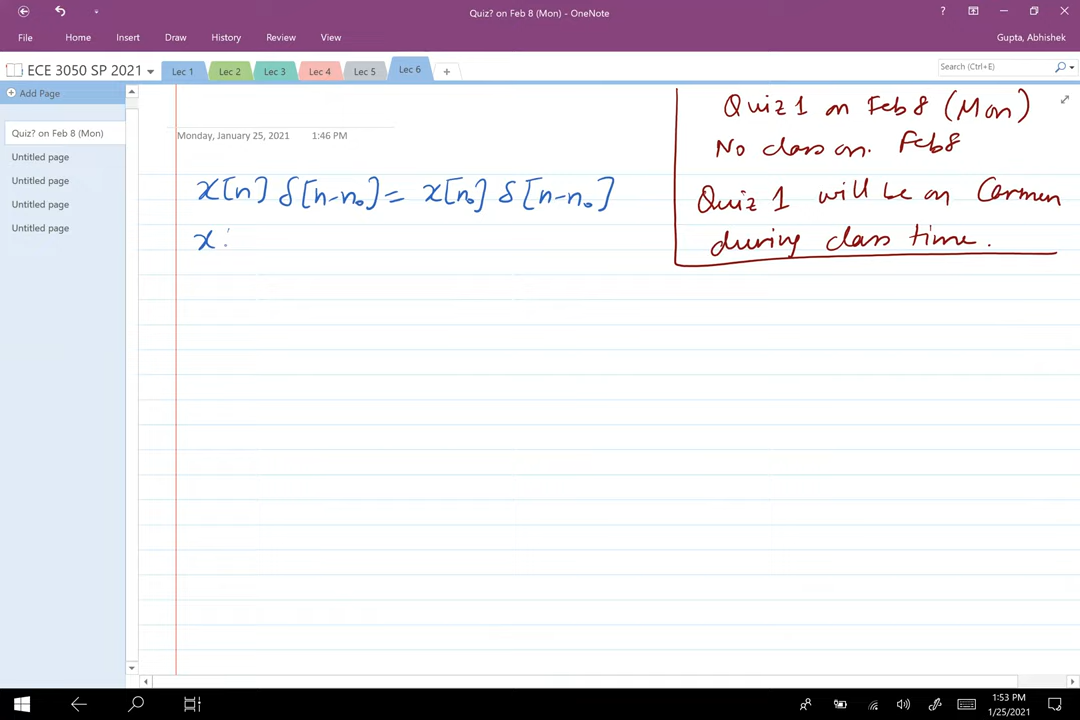 Quiz? on Feb 8 (Mon) - OneNote
?
File Home Insert Draw History Review View
Gupta, Abhishek
ECE 3050 SP 2021
Lec 1 Lec 2 Lec 3 Lec 4 Lec 5 Lec 6 +
Search (Ctrl+E)
Add Page
Quiz? on Feb 8 (Mon)
Untitled page
Untitled page
Untitled page
Untitled page
Monday, January 25, 2021 1:46 PM
Quiz 1 on Feb 8 (Mon)
No class on. Feb 8
Quiz 1 will be on Carmen
during class time.
x[n] δ[n-n₀] = x[n₀] δ[n-n₀]
x
1:53 PM
1/25/2021